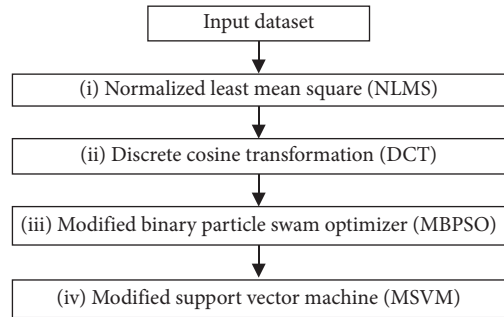 Input dataset
(i) Normalized least mean square (NLMS)
(ii) Discrete cosine transformation (DCT)
(iii) Modified binary particle swam optimizer (MBPSO)
(iv) Modified support vector machine (MSVM)